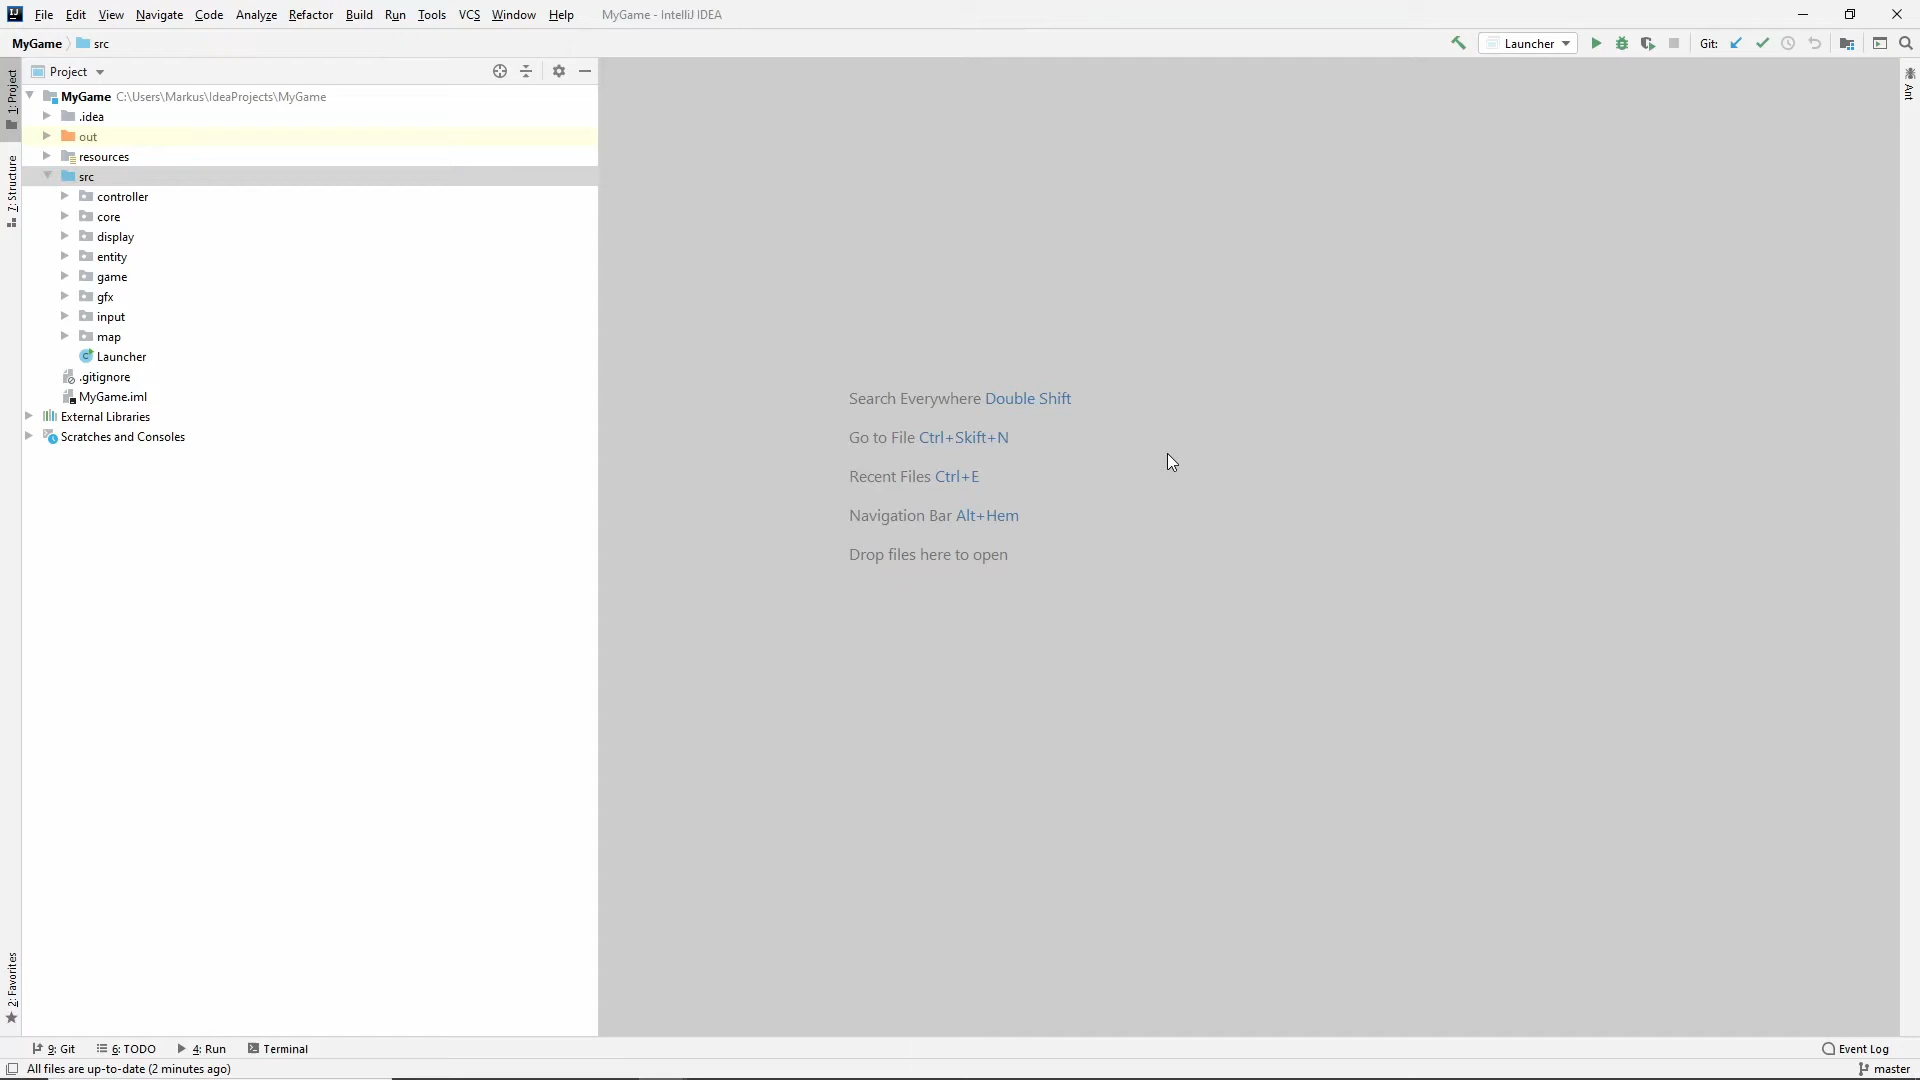 File Edit View Navigate Code Analyze Refactor Build Run Tools VCS Window Help MyGame - IntelliJ IDEA
MyGame src Launcher Git:
1: Project
Project
MyGame C:\Users\Markus\IdeaProjects\MyGame
.idea
out
resources
src
controller
core
display
entity
game
gfx
input
map
Launcher
.gitignore
MyGame.iml
External Libraries
Scratches and Consoles
7: Structure
2: Favorites
Search Everywhere Double Shift
Go to File Ctrl+Skift+N
Recent Files Ctrl+E
Navigation Bar Alt+Hem
Drop files here to open
Ant
9: Git 6: TODO 4: Run Terminal Event Log
All files are up-to-date (2 minutes ago) master